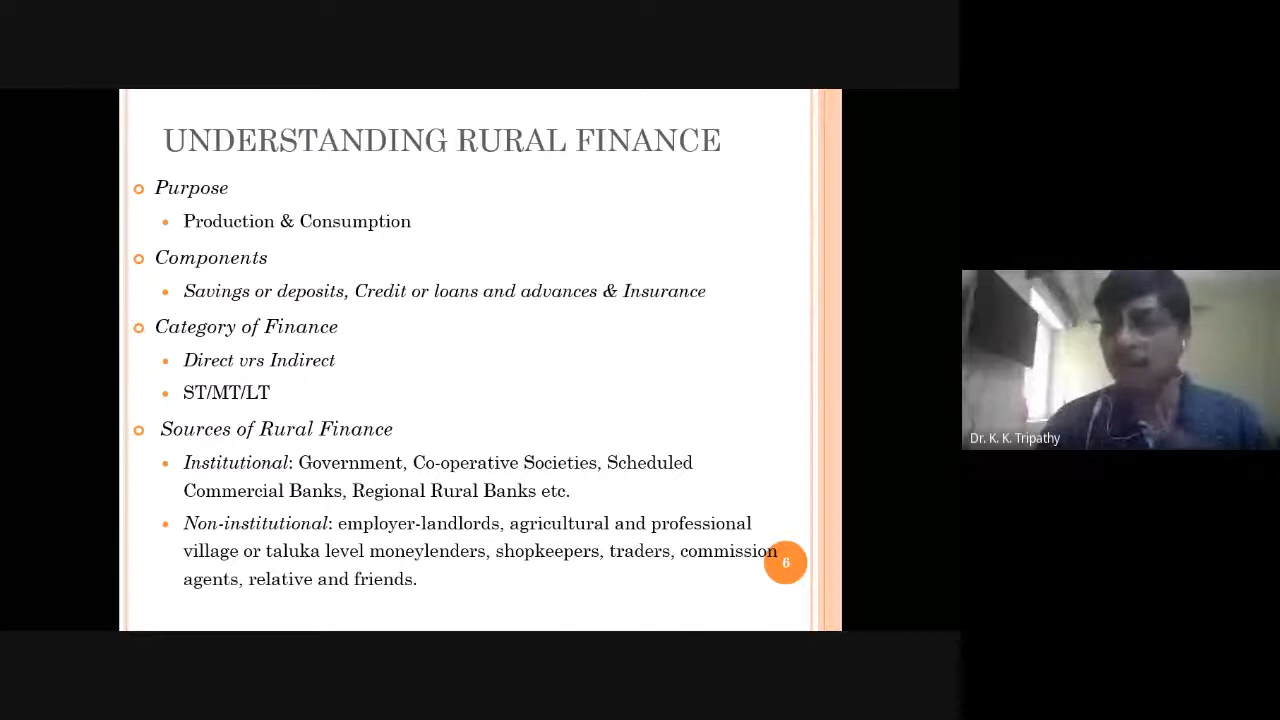 UNDERSTANDING RURAL FINANCE
Purpose
Production & Consumption
Components
Savings or deposits, Credit or loans and advances & Insurance
Category of Finance
Direct vrs Indirect
ST/MT/LT
Sources of Rural Finance
Institutional: Government, Co-operative Societies, Scheduled
Commercial Banks, Regional Rural Banks etc.
Non-institutional: employer-landlords, agricultural and professional
village or taluka level moneylenders, shopkeepers, traders, commission
agents, relative and friends.
6
Dr. K. K. Tripathy